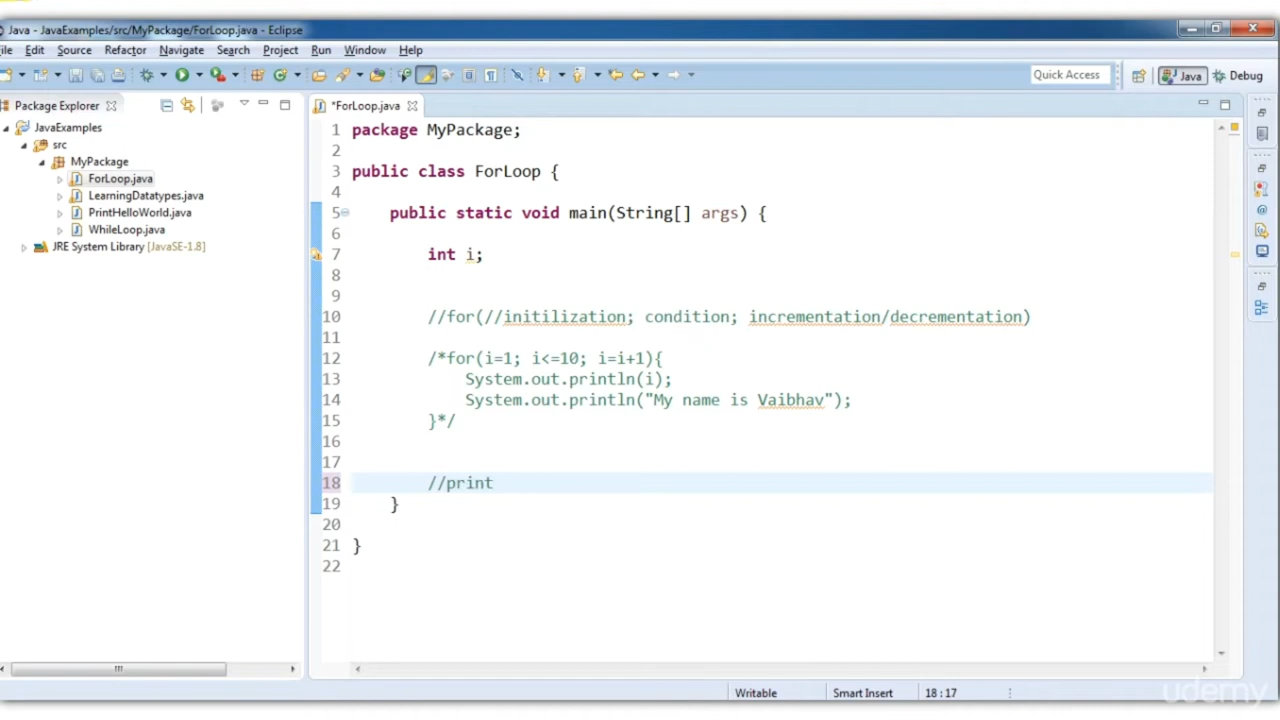 Java - JavaExamples/src/MyPackage/ForLoop.java - Eclipse
ile Edit Source Refactor Navigate Search Project Run Window Help
Quick Access Java Debug
Package Explorer
JavaExamples
src
MyPackage
ForLoop.java
LearningDatatypes.java
PrintHelloWorld.java
WhileLoop.java
JRE System Library [JavaSE-1.8]
*ForLoop.java
1 package MyPackage;
2
3 public class ForLoop {
4
5 public static void main(String[] args) {
6
7 int i;
8
9
10 //for(//initilization; condition; incrementation/decrementation)
11
12 /*for(i=1; i<=10; i=i+1){
13 System.out.println(i);
14 System.out.println("My name is Vaibhav");
15 }*/
16
17
18 //print
19 }
20
21 }
22
Writable Smart Insert 18:17
udemy